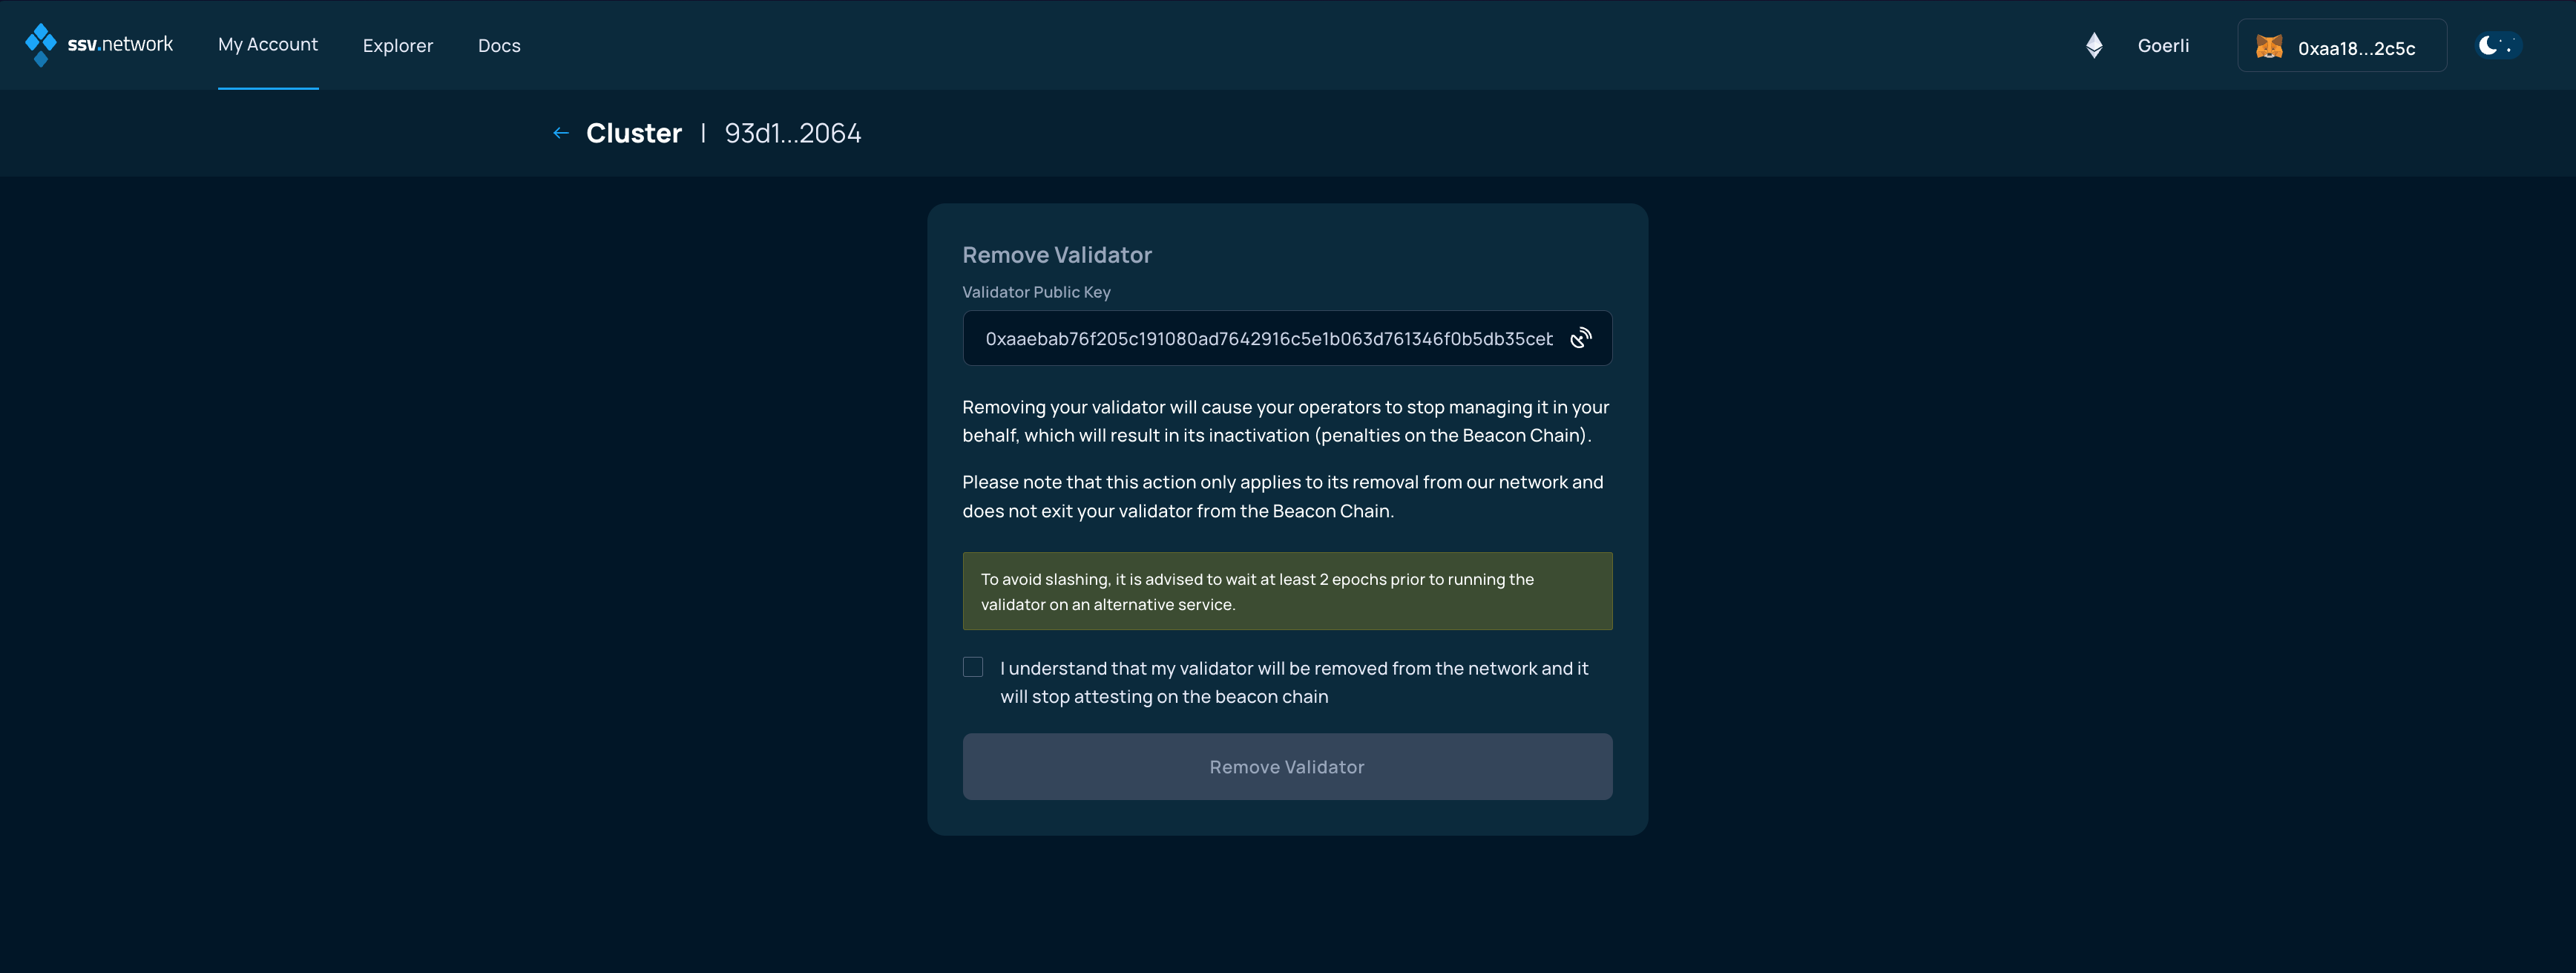 ssv.network
My Account
Explorer
Docs
Goerli
0xaa18...2c5c
Cluster | 93d1...2064
Remove Validator
Validator Public Key
0xaaebab76f205c191080ad7642916c5e1b063d761346f0b5db35ceb
Removing your validator will cause your operators to stop managing it in your
behalf, which will result in its inactivation (penalties on the Beacon Chain).
Please note that this action only applies to its removal from our network and
does not exit your validator from the Beacon Chain.
To avoid slashing, it is advised to wait at least 2 epochs prior to running the
validator on an alternative service.
I understand that my validator will be removed from the network and it
will stop attesting on the beacon chain
Remove Validator